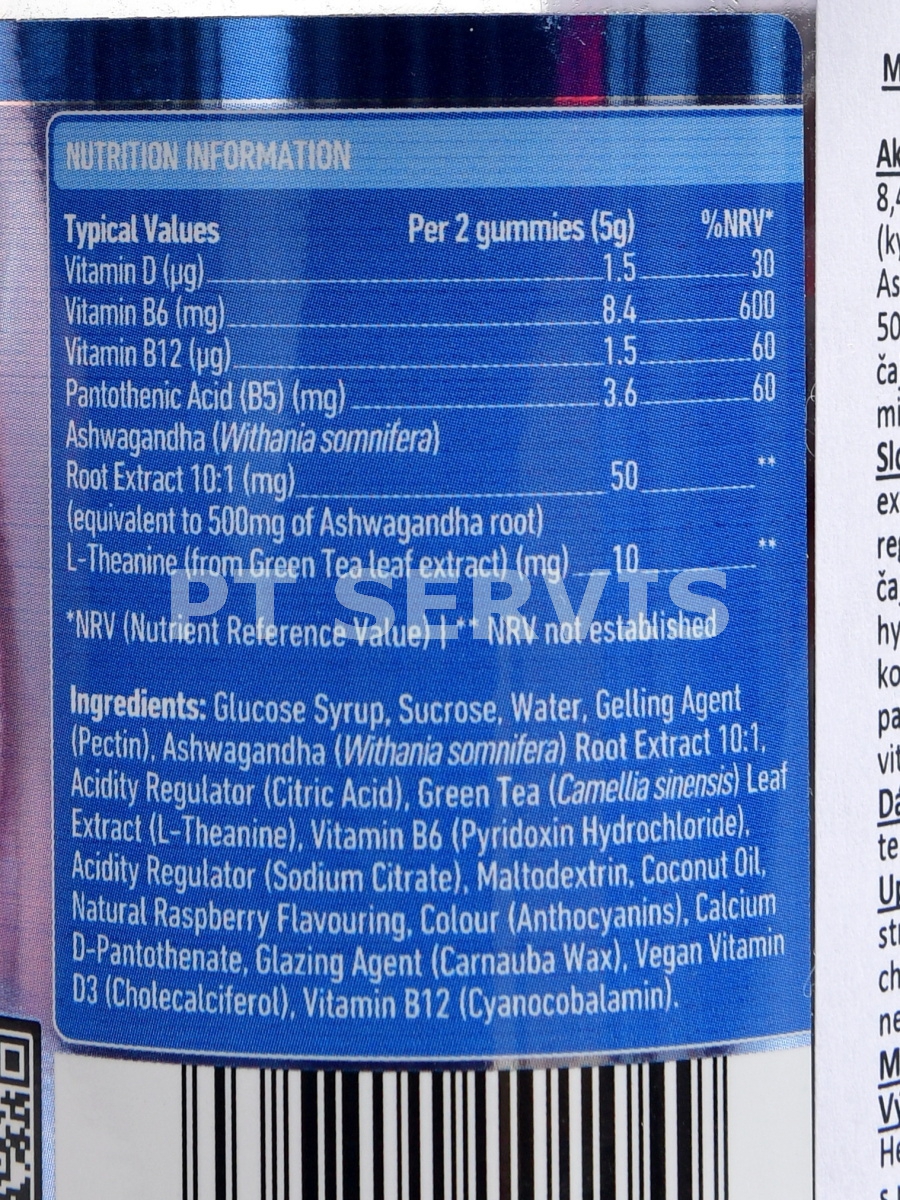 NUTRITION INFORMATION
Typical Values Per 2 gummies (5g) %NRV*
Vitamin D (µg) 1.5 30
Vitamin B6 (mg) 8.4 600
Vitamin B12 (µg) 1.5 60
Pantothenic Acid (B5) (mg) 3.6 60
Ashwagandha (Withania somnifera)
Root Extract 10:1 (mg) 50 **
(equivalent to 500mg of Ashwagandha root)
L-Theanine (from Green Tea leaf extract) (mg) 10 **
PT SERVIS
*NRV (Nutrient Reference Value) | ** NRV not established
Ingredients: Glucose Syrup, Sucrose, Water, Gelling Agent
(Pectin), Ashwagandha (Withania somnifera) Root Extract 10:1,
Acidity Regulator (Citric Acid), Green Tea (Camellia sinensis) Leaf
Extract (L-Theanine), Vitamin B6 (Pyridoxin Hydrochloride),
Acidity Regulator (Sodium Citrate), Maltodextrin, Coconut Oil,
Natural Raspberry Flavouring, Colour (Anthocyanins), Calcium
D-Pantothenate, Glazing Agent (Carnauba Wax), Vegan Vitamin
D3 (Cholecalciferol), Vitamin B12 (Cyanocobalamin).